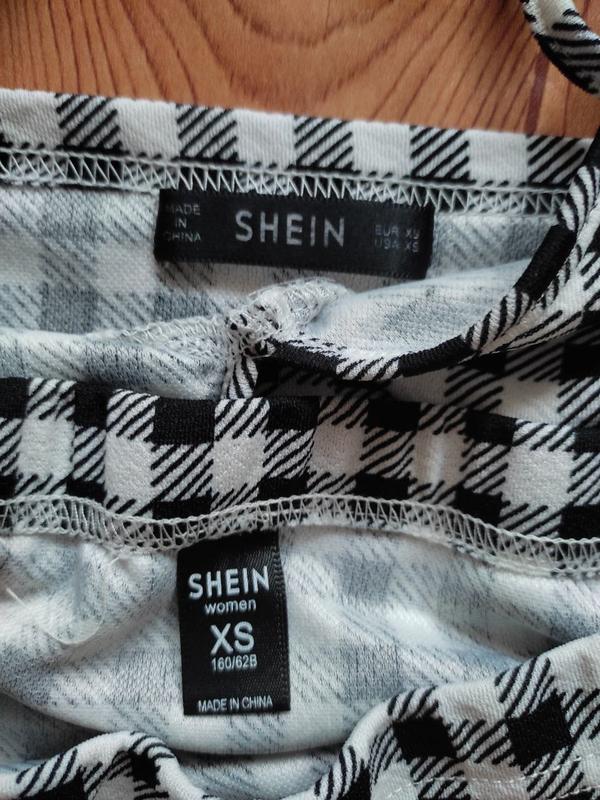 MADE
IN
CHINA
SHEIN
EUR XS
USA XS
SHEIN
women
XS
160/62B
MADE IN CHINA